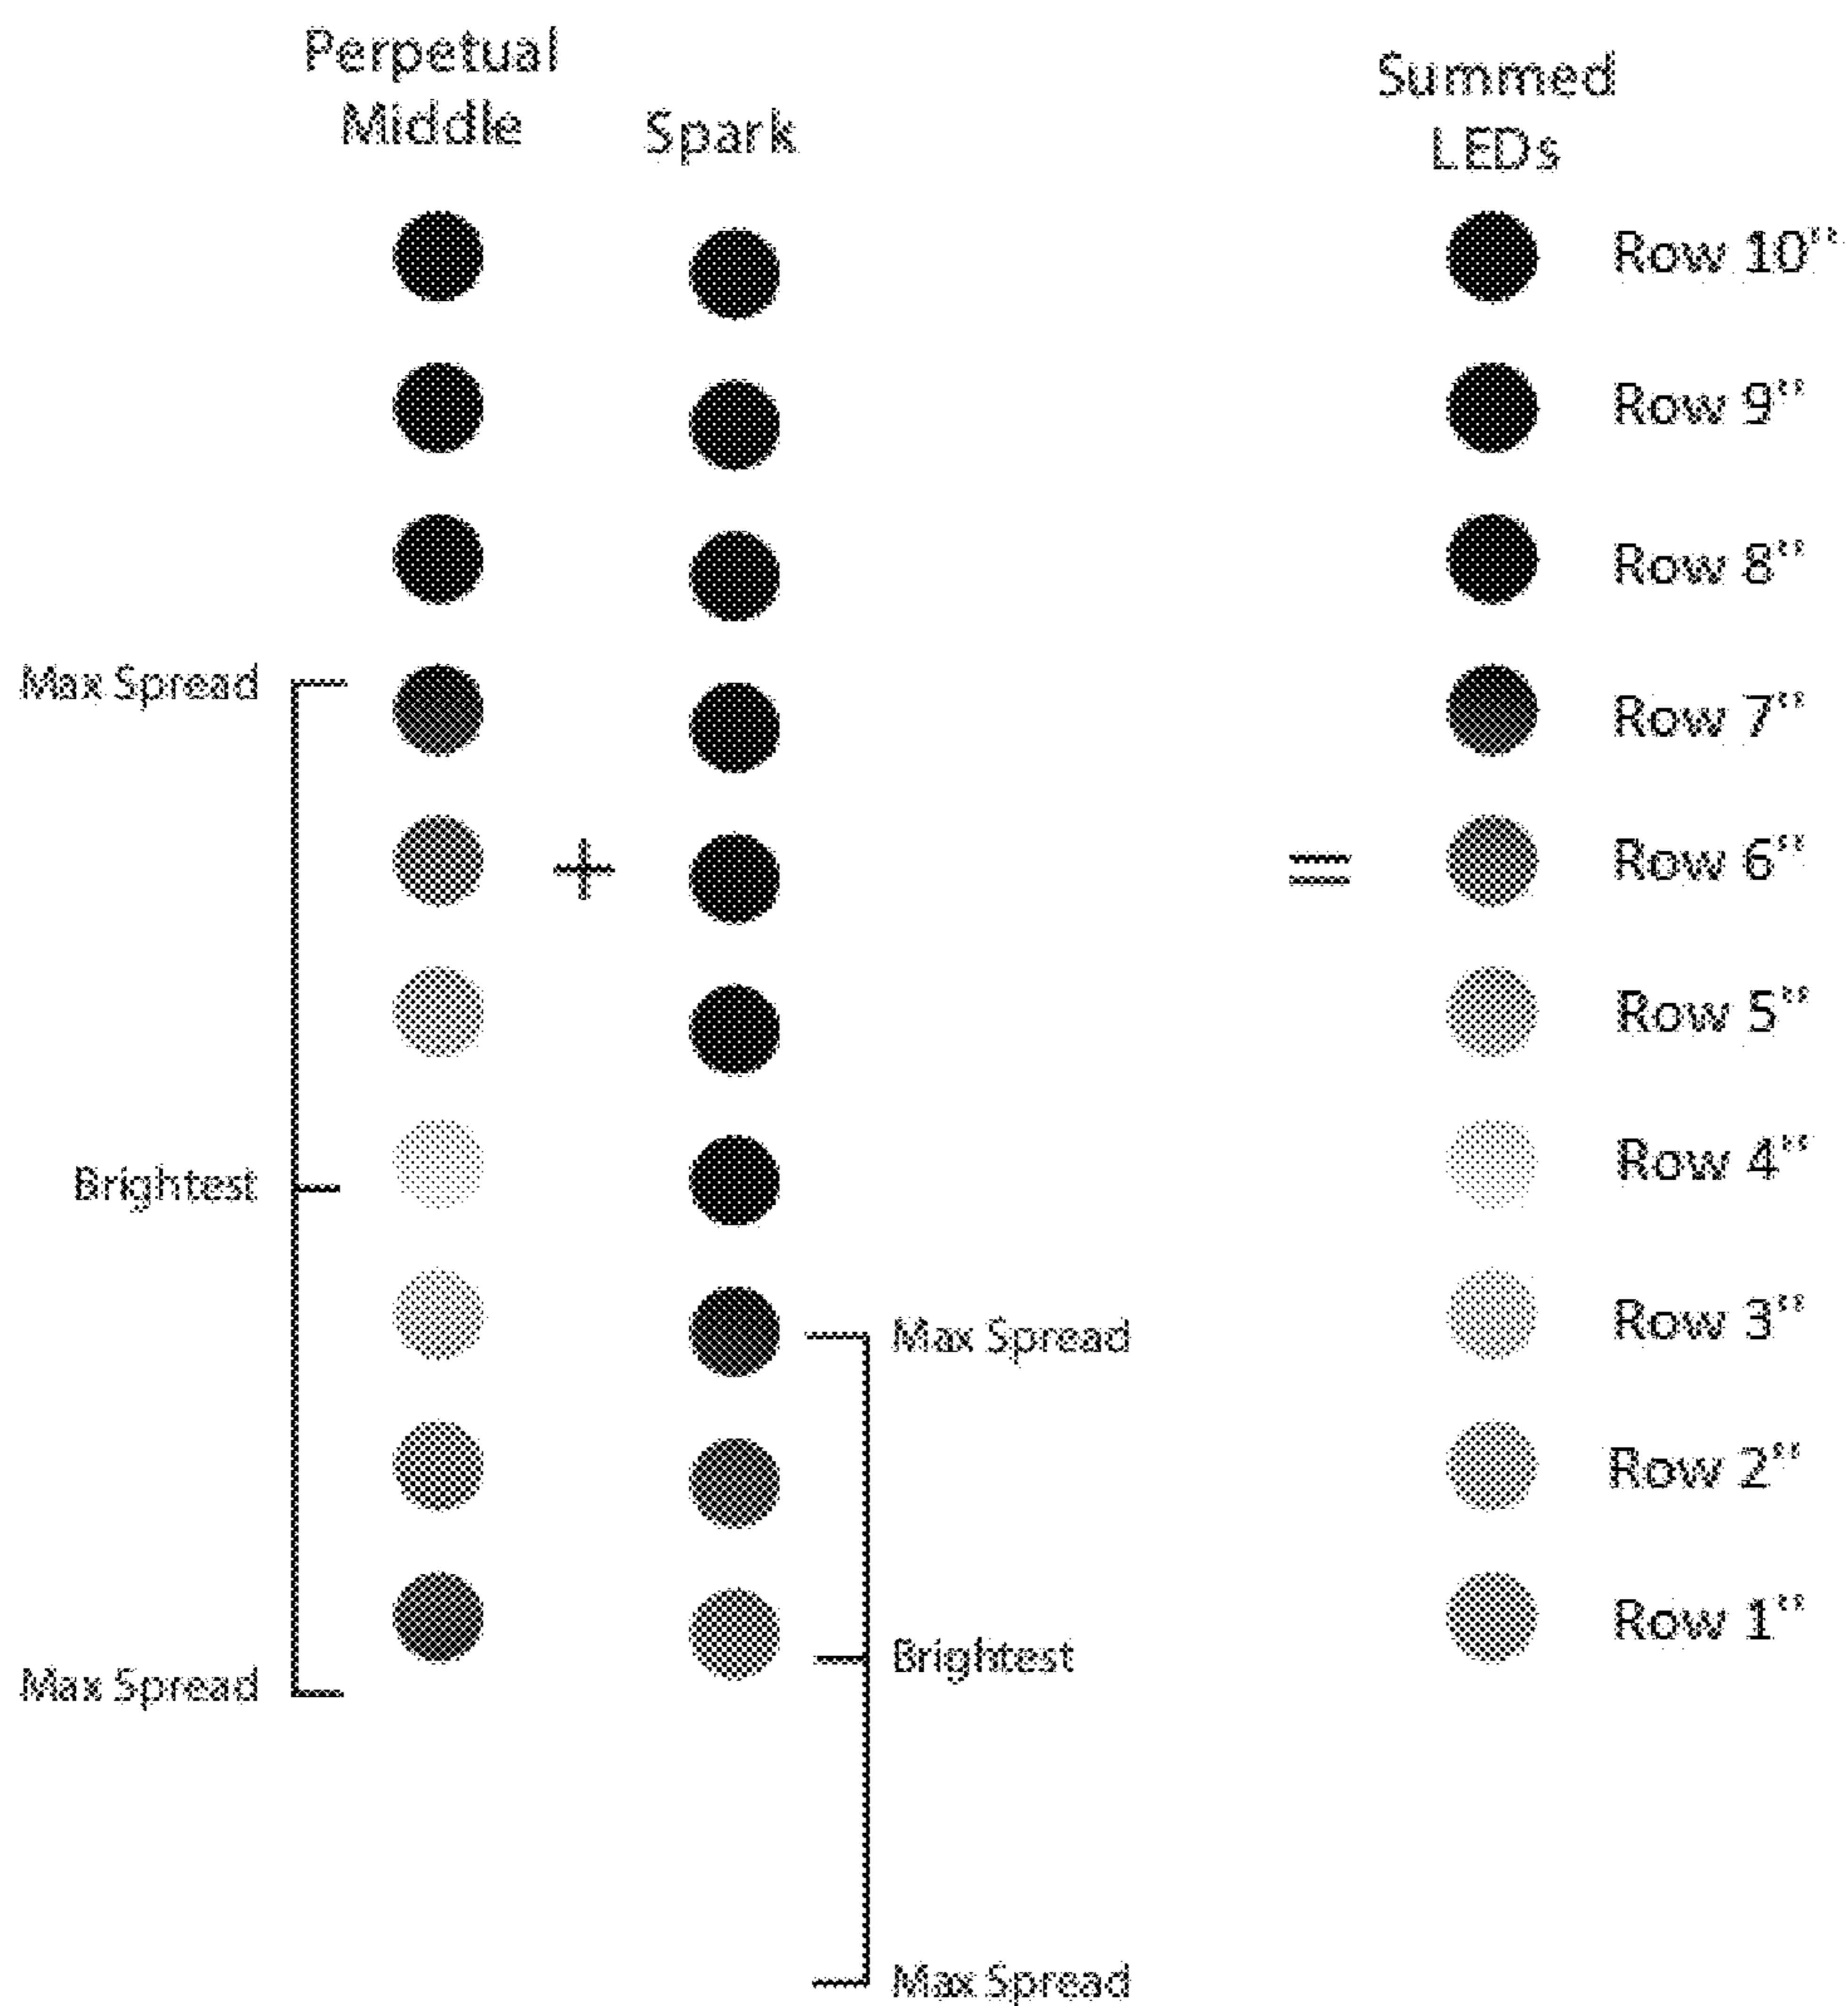 Perpetual
Middle
Spark
Summed
LEDs
Row 10"
Row 9"
Row 8"
Max Spread
Row 7"
+
=
Row 6"
Row 5"
Brightest
Row 4"
Max Spread
Row 3"
Row 2"
Row 1"
Max Spread
Brightest
Max Spread